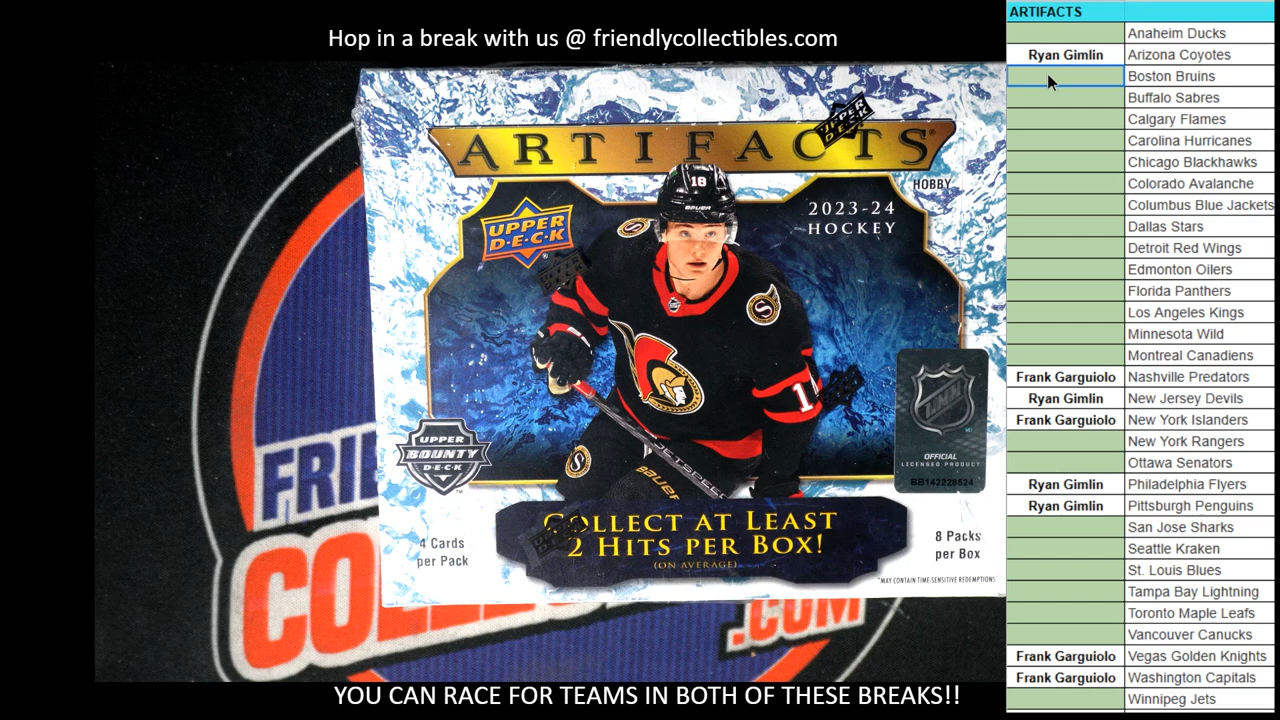 Hop in a break with us @ friendlycollectibles.com
ARTIFACTS
HOBBY
18
2023-24
HOCKEY
UPPER
DECK
UPPER
DECK
UPPER
BOUNTY
DECK
BAUER
JETSPEED
NHL
OFFICIAL
LICENSED PRODUCT
BB142228524
COLLECT AT LEAST
2 HITS PER BOX!
(ON AVERAGE)
4 Cards
per Pack
8 Packs
per Box
*MAY CONTAIN TIME-SENSITIVE REDEMPTIONS
.COM
YOU CAN RACE FOR TEAMS IN BOTH OF THESE BREAKS!!
ARTIFACTS
Anaheim Ducks
Ryan Gimlin Arizona Coyotes
Boston Bruins
Buffalo Sabres
Calgary Flames
Carolina Hurricanes
Chicago Blackhawks
Colorado Avalanche
Columbus Blue Jackets
Dallas Stars
Detroit Red Wings
Edmonton Oilers
Florida Panthers
Los Angeles Kings
Minnesota Wild
Montreal Canadiens
Frank Garguiolo Nashville Predators
Ryan Gimlin New Jersey Devils
Frank Garguiolo New York Islanders
New York Rangers
Ottawa Senators
Ryan Gimlin Philadelphia Flyers
Ryan Gimlin Pittsburgh Penguins
San Jose Sharks
Seattle Kraken
St. Louis Blues
Tampa Bay Lightning
Toronto Maple Leafs
Vancouver Canucks
Frank Garguiolo Vegas Golden Knights
Frank Garguiolo Washington Capitals
Winnipeg Jets